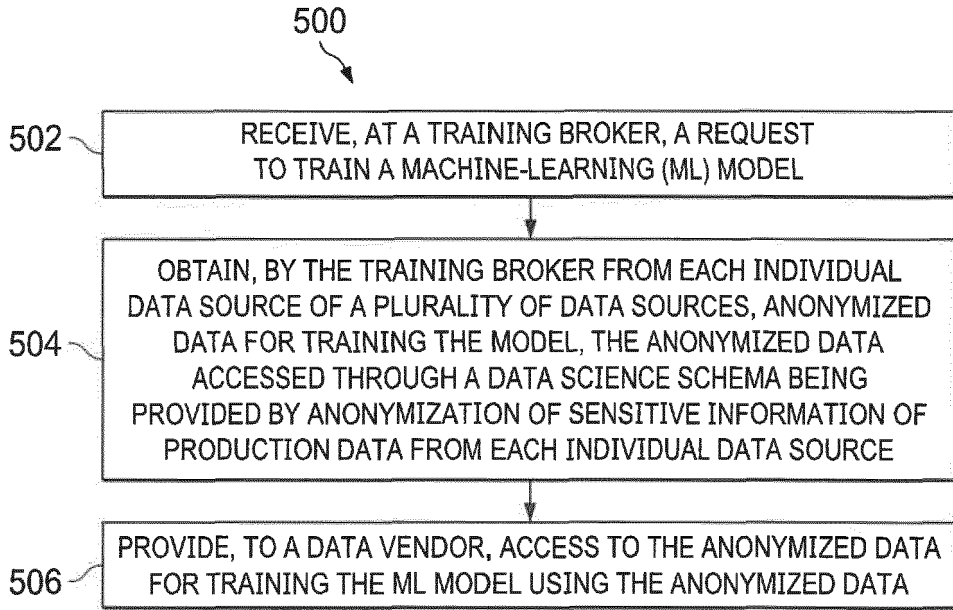 500
502
RECEIVE, AT A TRAINING BROKER, A REQUEST
TO TRAIN A MACHINE-LEARNING (ML) MODEL
504
OBTAIN, BY THE TRAINING BROKER FROM EACH INDIVIDUAL
DATA SOURCE OF A PLURALITY OF DATA SOURCES, ANONYMIZED
DATA FOR TRAINING THE MODEL, THE ANONYMIZED DATA
ACCESSED THROUGH A DATA SCIENCE SCHEMA BEING
PROVIDED BY ANONYMIZATION OF SENSITIVE INFORMATION OF
PRODUCTION DATA FROM EACH INDIVIDUAL DATA SOURCE
506
PROVIDE, TO A DATA VENDOR, ACCESS TO THE ANONYMIZED DATA
FOR TRAINING THE ML MODEL USING THE ANONYMIZED DATA